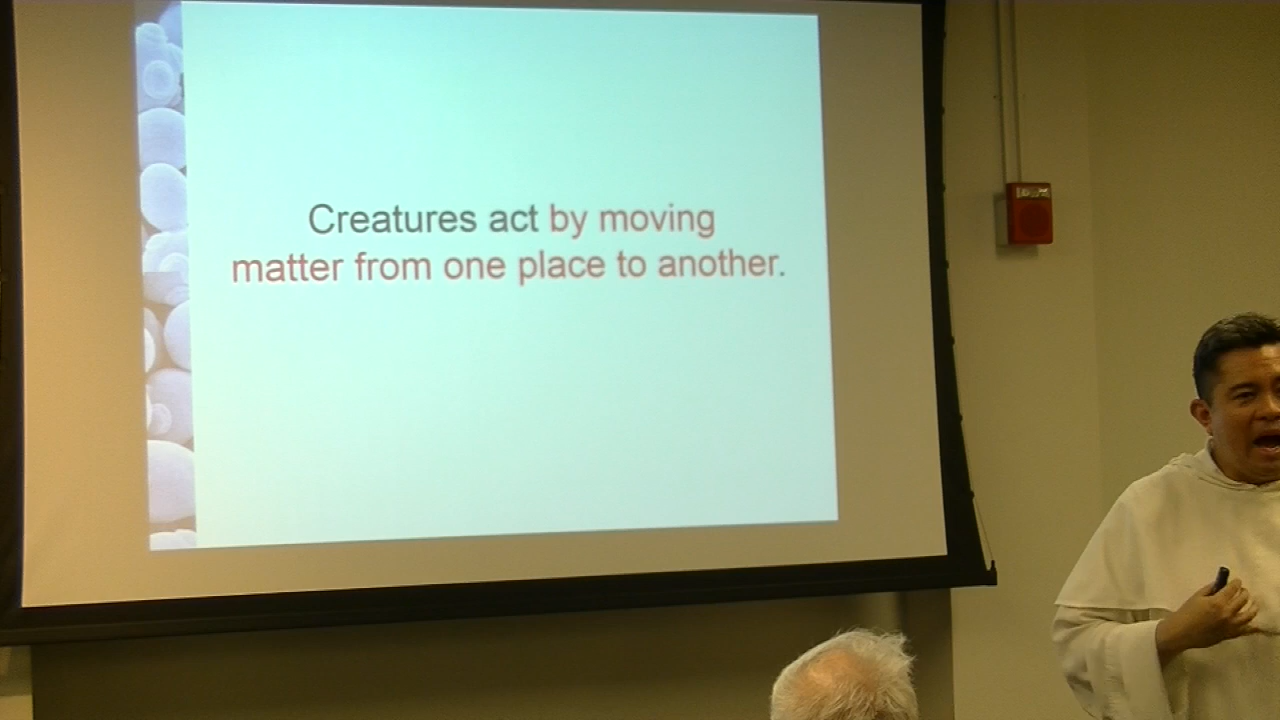 Creatures act by moving
matter from one place to another.